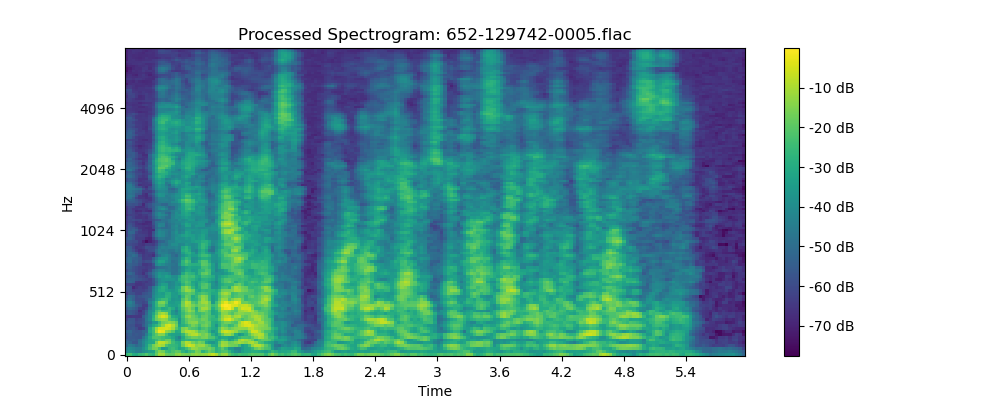 Processed Spectrogram: 652-129742-0005.flac
Hz
4096
2048
1024
512
0
0 0.6 1.2 1.8 2.4 3 3.6 4.2 4.8 5.4
Time
-10 dB
-20 dB
-30 dB
-40 dB
-50 dB
-60 dB
-70 dB